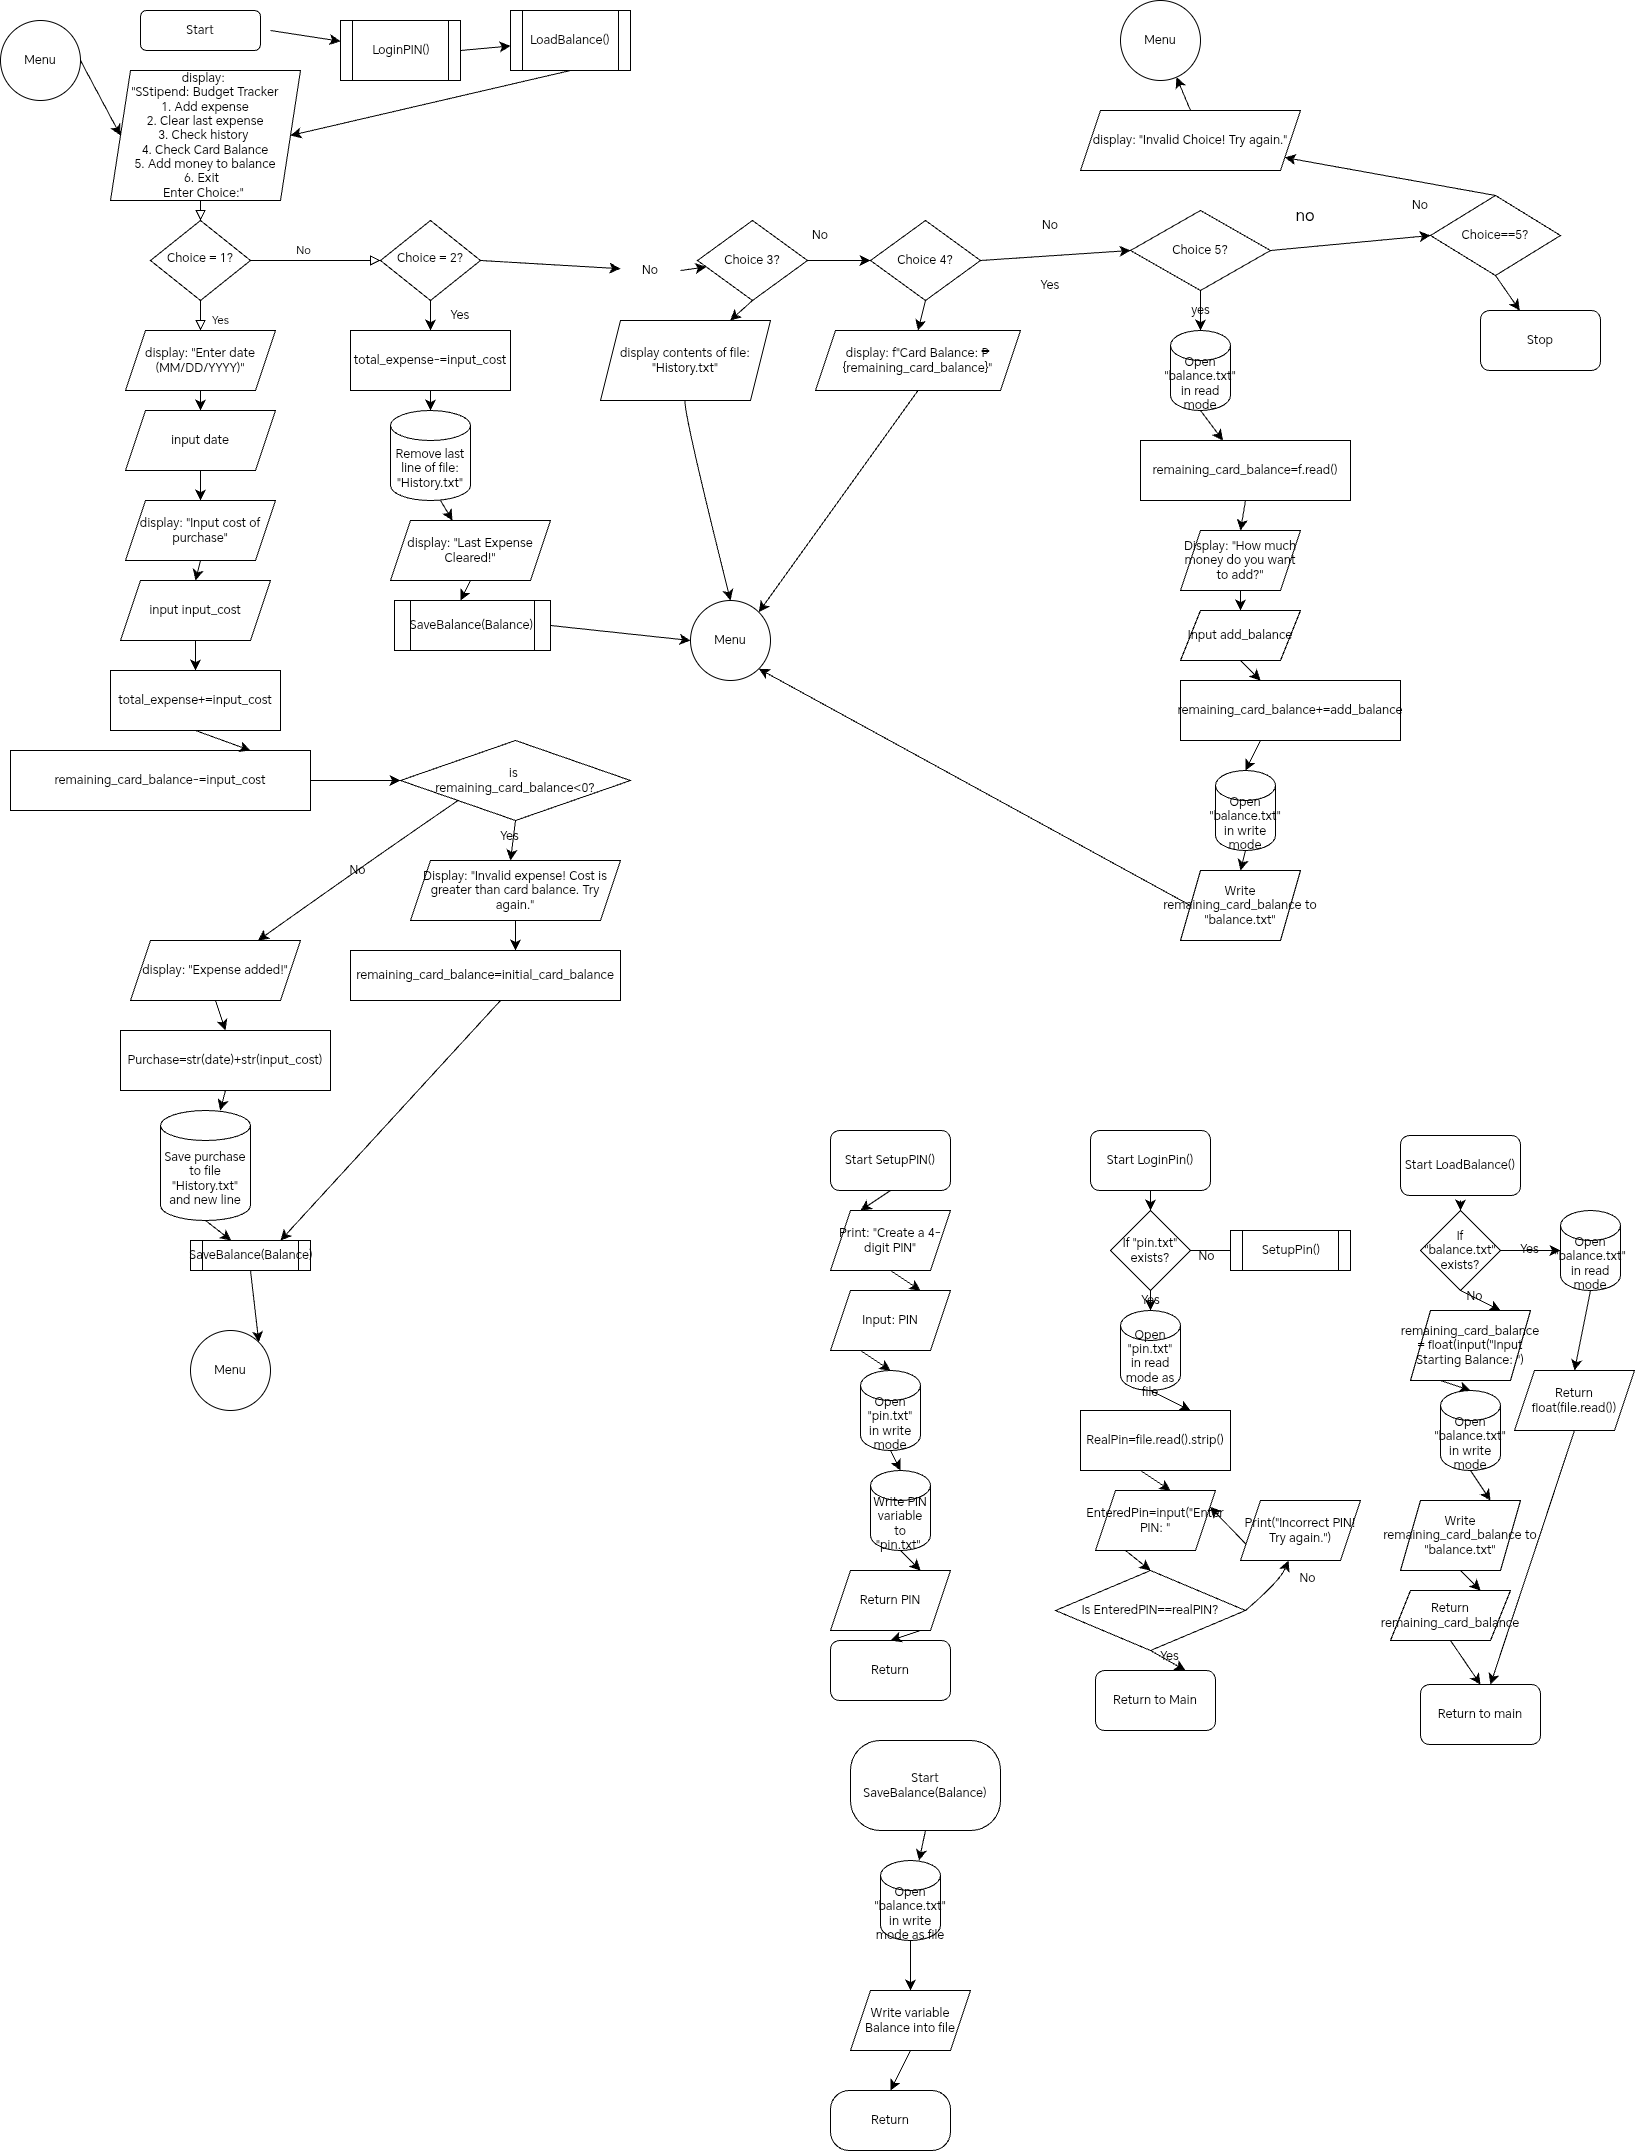 Start
LoginPIN()
LoadBalance()
Menu
display:
"SStipend: Budget Tracker
1. Add expense
2. Clear last expense
3. Check history
4. Check Card Balance
5. Add money to balance
6. Exit
Enter Choice:"
Menu
display: "Invalid Choice! Try again."
Choice = 1?
No
Choice = 2?
No
Choice 3?
No
Choice 4?
No
Yes
Choice 5?
no
No
Choice==5?
Stop
Yes
display: "Enter date
(MM/DD/YYYY)"
input date
display: "Input cost of
purchase"
input input_cost
total_expense+=input_cost
remaining_card_balance-=input_cost
is
remaining_card_balance<0?
No
Yes
display: "Expense added!"
Display: "Invalid expense! Cost is
greater than card balance. Try
again."
remaining_card_balance=initial_card_balance
Purchase=str(date)+str(input_cost)
Save purchase
to file
"History.txt"
and new line
SaveBalance(Balance)
Menu
Yes
total_expense-=input_cost
Remove last
line of file:
"History.txt"
display: "Last Expense
Cleared!"
SaveBalance(Balance)
Menu
display contents of file:
"History.txt"
display: f"Card Balance: ₱
{remaining_card_balance}"
yes
Open
"balance.txt"
in read
mode
remaining_card_balance=f.read()
Display: "How much
money do you want
to add?"
Input add_balance
remaining_card_balance+=add_balance
Open
"balance.txt"
in write
mode
Write
remaining_card_balance to
"balance.txt"
Start SetupPIN()
Print: "Create a 4-
digit PIN"
Input: PIN
Open
"pin.txt"
in write
mode
Write PIN
variable
to
"pin.txt"
Return PIN
Return
Start LoginPin()
If "pin.txt"
exists?
No
SetupPin()
Yes
Open
"pin.txt"
in read
mode as
file
RealPin=file.read().strip()
EnteredPin=input("Enter
PIN: "
Print("Incorrect PIN!
Try again.")
No
Is EnteredPIN==realPIN?
Yes
Return to Main
Start LoadBalance()
If
"balance.txt"
exists?
Yes
Open
"balance.txt"
in read
mode
No
remaining_card_balance
= float(input("Input
Starting Balance: ")
Return
float(file.read())
Open
"balance.txt"
in write
mode
Write
remaining_card_balance to
"balance.txt"
Return
remaining_card_balance
Return to main
Start
SaveBalance(Balance)
Open
"balance.txt"
in write
mode as file
Write variable
Balance into file
Return